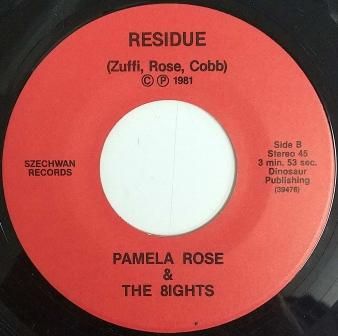 RESIDUE
(Zuffi, Rose, Cobb)
© ℗ 1981
SZECHWAN
RECORDS
Side B
Stereo 45
3 min. 53 sec.
Dinosaur
Publishing
(39476)
PAMELA ROSE
&
THE 8IGHTS